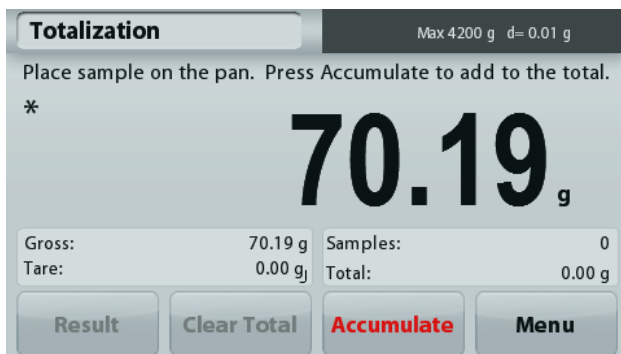 Totalization
Max 4200 g d= 0.01 g
Place sample on the pan. Press Accumulate to add to the total.
*
70.19 g
Gross: 70.19 g
Tare: 0.00 g
Samples: 0
Total: 0.00 g
Result
Clear Total
Accumulate
Menu